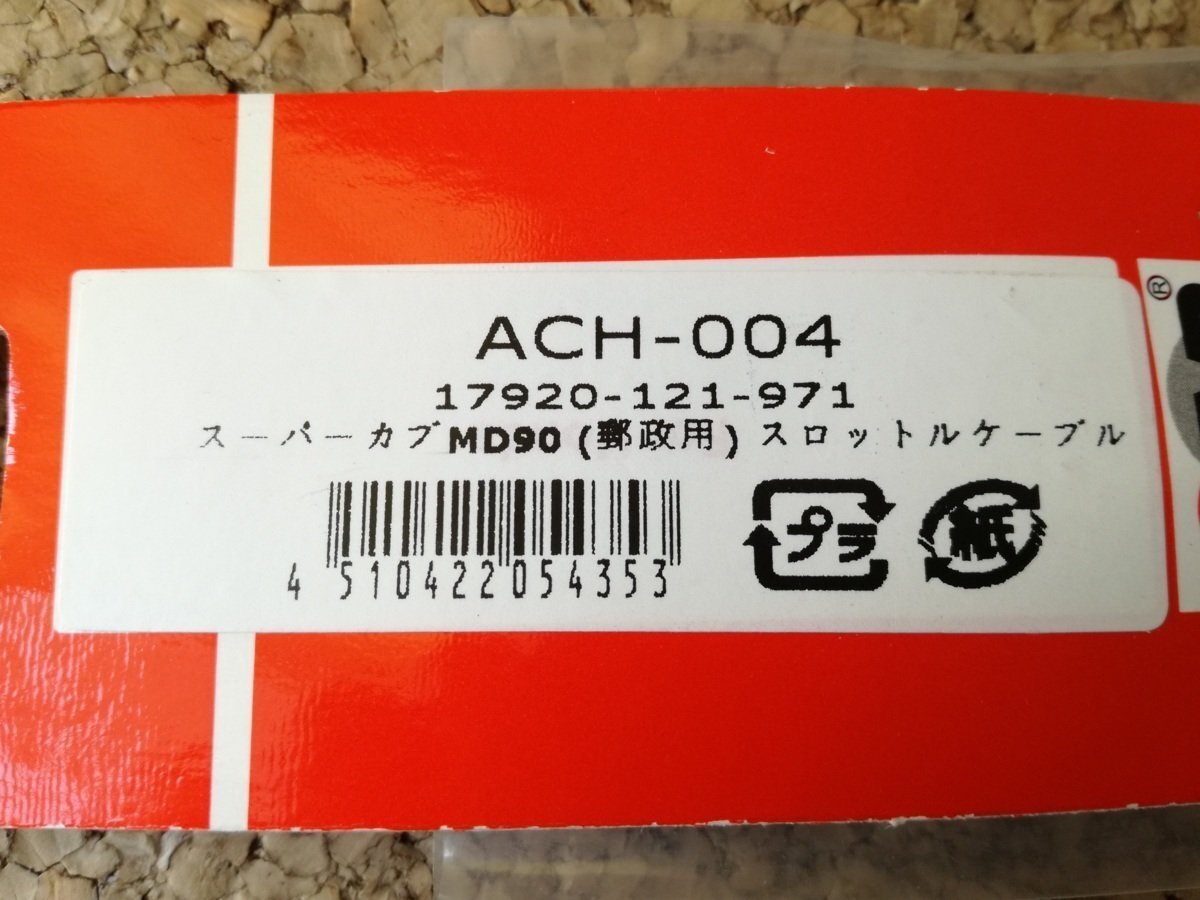 ACH-004
17920-121-971
スーパーカブMD90 (郵政用) スロットルケーブル
4 510422 054353
プラ
紙
®